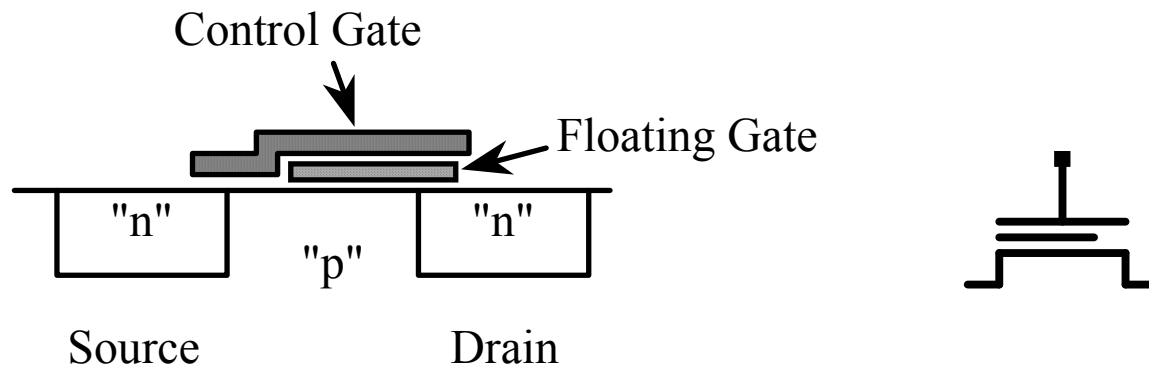 Control Gate
Floating Gate
"n"
"n"
"p"
Source
Drain